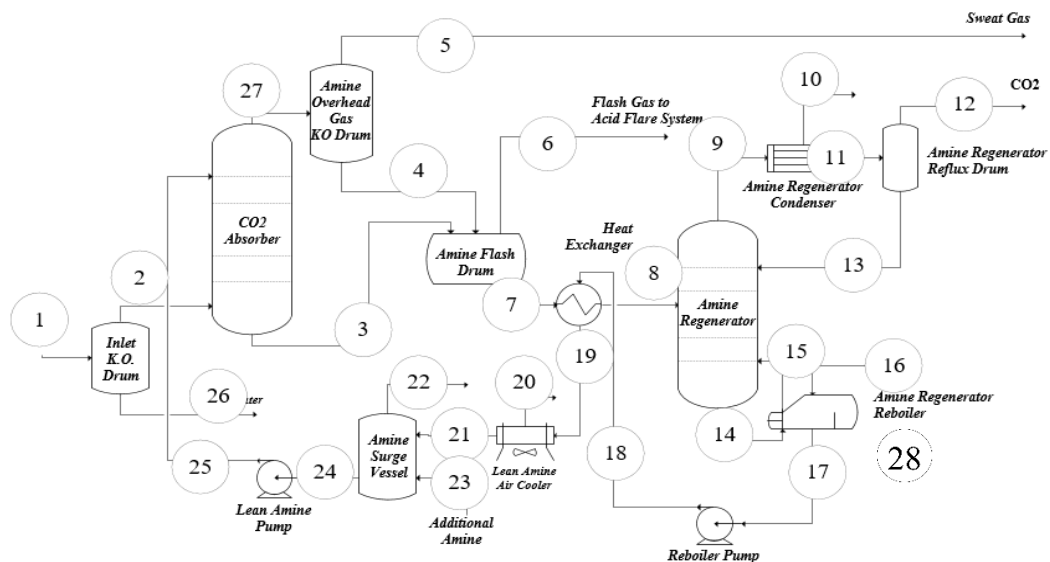 Sweat Gas
5
Amine
Overhead
Gas
KO Drum
27
10
12
CO2
Flash Gas to
Acid Flare System
6
9
11
Amine Regenerator
Reflux Drum
Amine Regenerator
Condenser
4
CO2
Absorber
Amine Flash
Drum
Heat
Exchanger
2
7
8
13
1
3
Amine
Regenerator
Inlet
K.O.
Drum
19
15
16
26
22
20
Amine Regenerator
Reboiler
21
14
Amine
Surge
Vessel
Lean Amine
Air Cooler
18
28
25
24
23
17
Lean Amine
Pump
Additional
Amine
Reboiler Pump